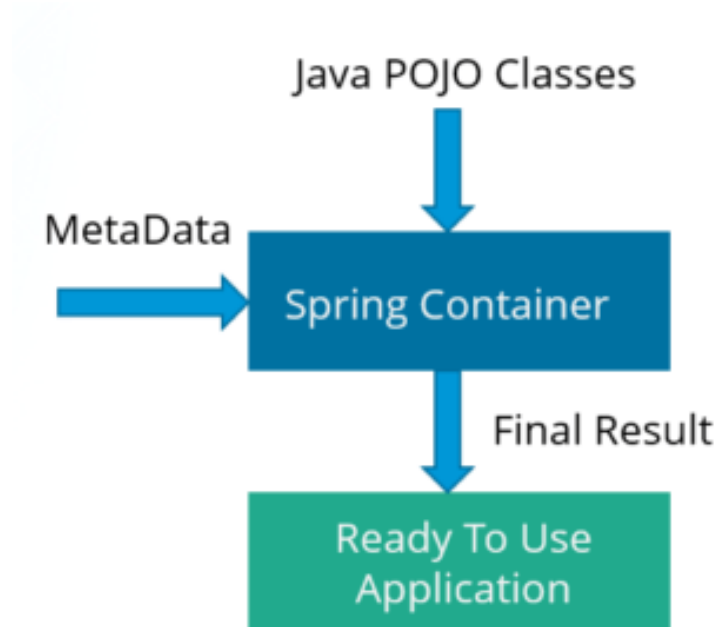 Java POJO Classes
MetaData
Spring Container
Final Result
Ready To Use
Application